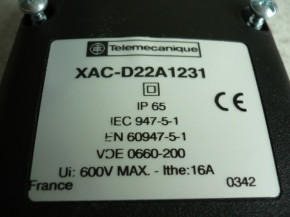 Telemecanique
XAC-D22A1231
IP 65
CE
IEC 947-5-1
EN 60947-5-1
VDE 0660-200
Ui: 600V MAX. - Ithe:16A
France 0342